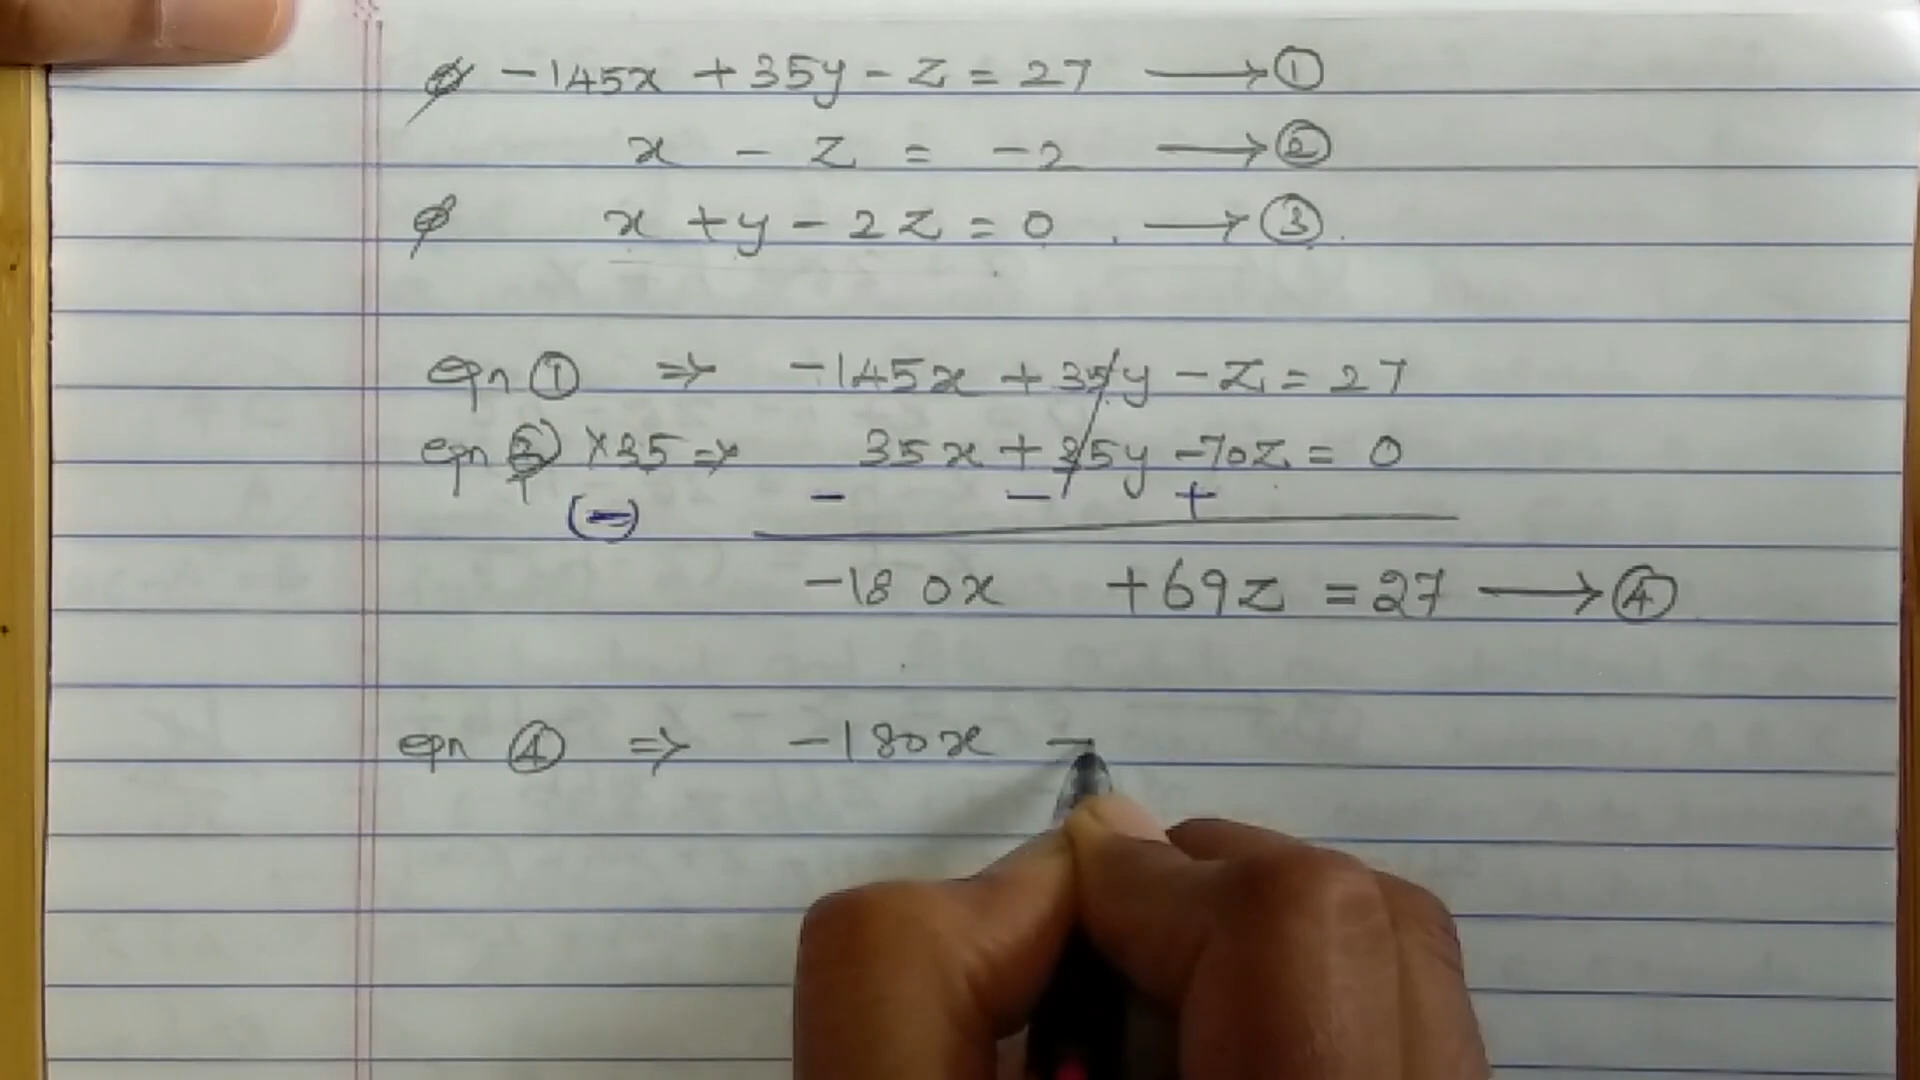 -145x + 35y - z = 27 ⟶ ①
x - z = -2 ⟶ ②
x + y - 2z = 0 . ⟶ ③.
eqn ① ⇒ -145x + 35y - z = 27
eqn ③ × 35 ⇒ 35x + 35y - 70z = 0
(-) - - +
-180x + 69z = 27 ⟶ ④
eqn ④ ⇒ -180x -